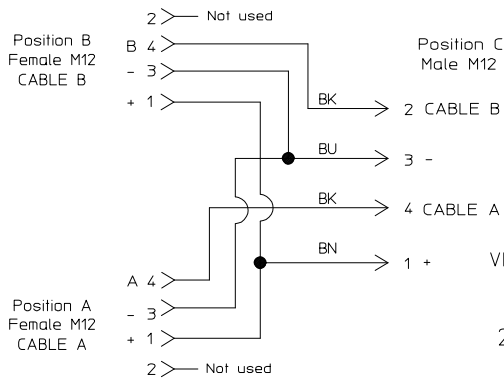 2 Not used
Position B
Female M12
CABLE B
B 4
- 3
+ 1
Position C
Male M12
BK
2 CABLE B
BU
3 -
BK
4 CABLE A
BN
1 +
A 4
Position A
Female M12
CABLE A
- 3
+ 1
2 Not used
2